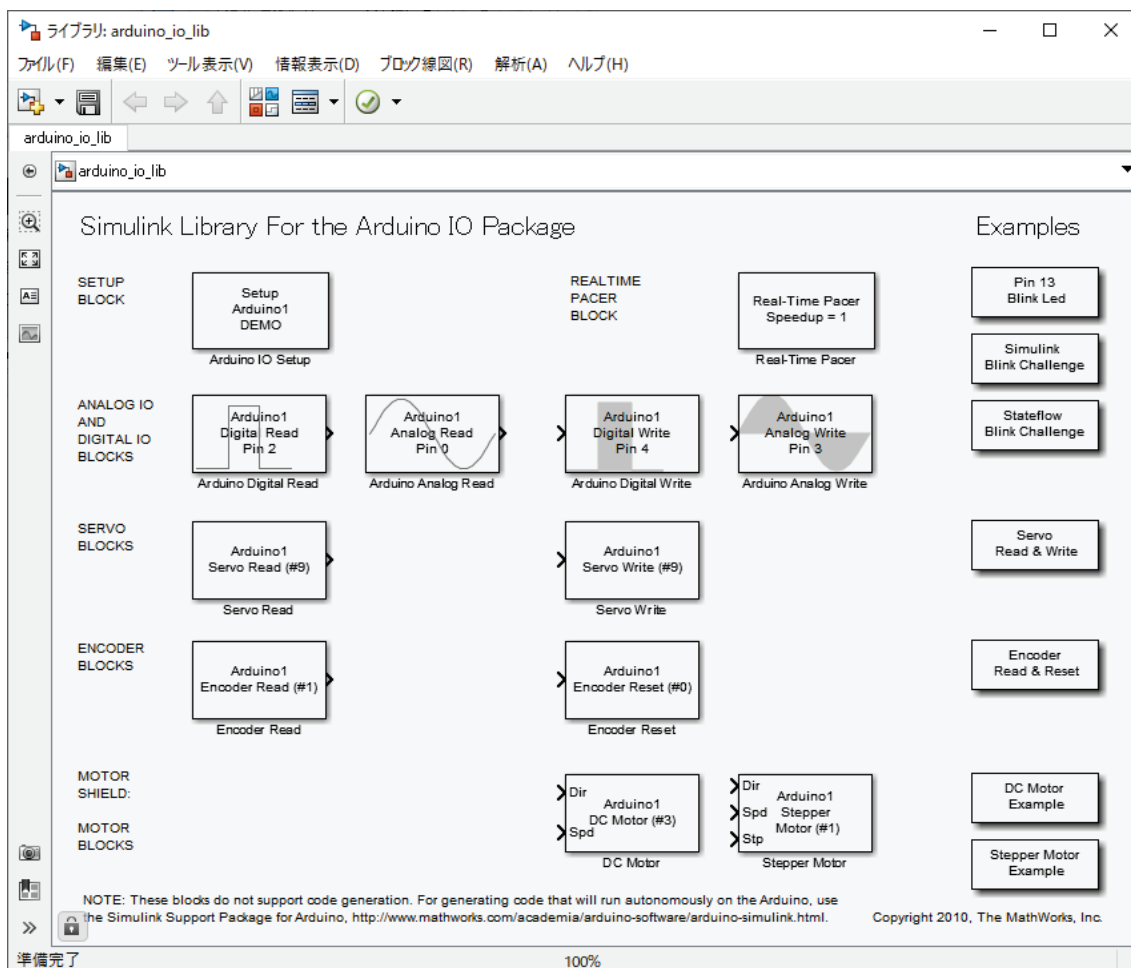 ライブラリ: arduino_io_lib
ファイル(F) 編集(E) ツール表示(V) 情報表示(D) ブロック線図(R) 解析(A) ヘルプ(H)
arduino_io_lib
arduino_io_lib
Simulink Library For the Arduino IO Package
Examples
SETUP
BLOCK
Setup
Arduino1
DEMO
Arduino IO Setup
REALTIME
PACER
BLOCK
Real-Time Pacer
Speedup = 1
Real-Time Pacer
Pin 13
Blink Led
Simulink
Blink Challenge
ANALOG IO
AND
DIGITAL IO
BLOCKS
Arduino1
Digital Read
Pin 2
Arduino Digital Read
Arduino1
Analog Read
Pin 0
Arduino Analog Read
Arduino1
Digital Write
Pin 4
Arduino Digital Write
Arduino1
Analog Write
Pin 3
Arduino Analog Write
Stateflow
Blink Challenge
SERVO
BLOCKS
Arduino1
Servo Read (#9)
Servo Read
Arduino1
Servo Write (#9)
Servo Write
Servo
Read & Write
ENCODER
BLOCKS
Arduino1
Encoder Read (#1)
Encoder Read
Arduino1
Encoder Reset (#0)
Encoder Reset
Encoder
Read & Reset
MOTOR
SHIELD:
MOTOR
BLOCKS
Dir
Spd
Arduino1
DC Motor (#3)
DC Motor
Dir
Spd
Stp
Arduino1
Stepper
Motor (#1)
Stepper Motor
DC Motor
Example
Stepper Motor
Example
NOTE: These blocks do not support code generation. For generating code that will run autonomously on the Arduino, use
the Simulink Support Package for Arduino, http://www.mathworks.com/academia/arduino-software/arduino-simulink.html.
Copyright 2010, The MathWorks, Inc.
準備完了
100%